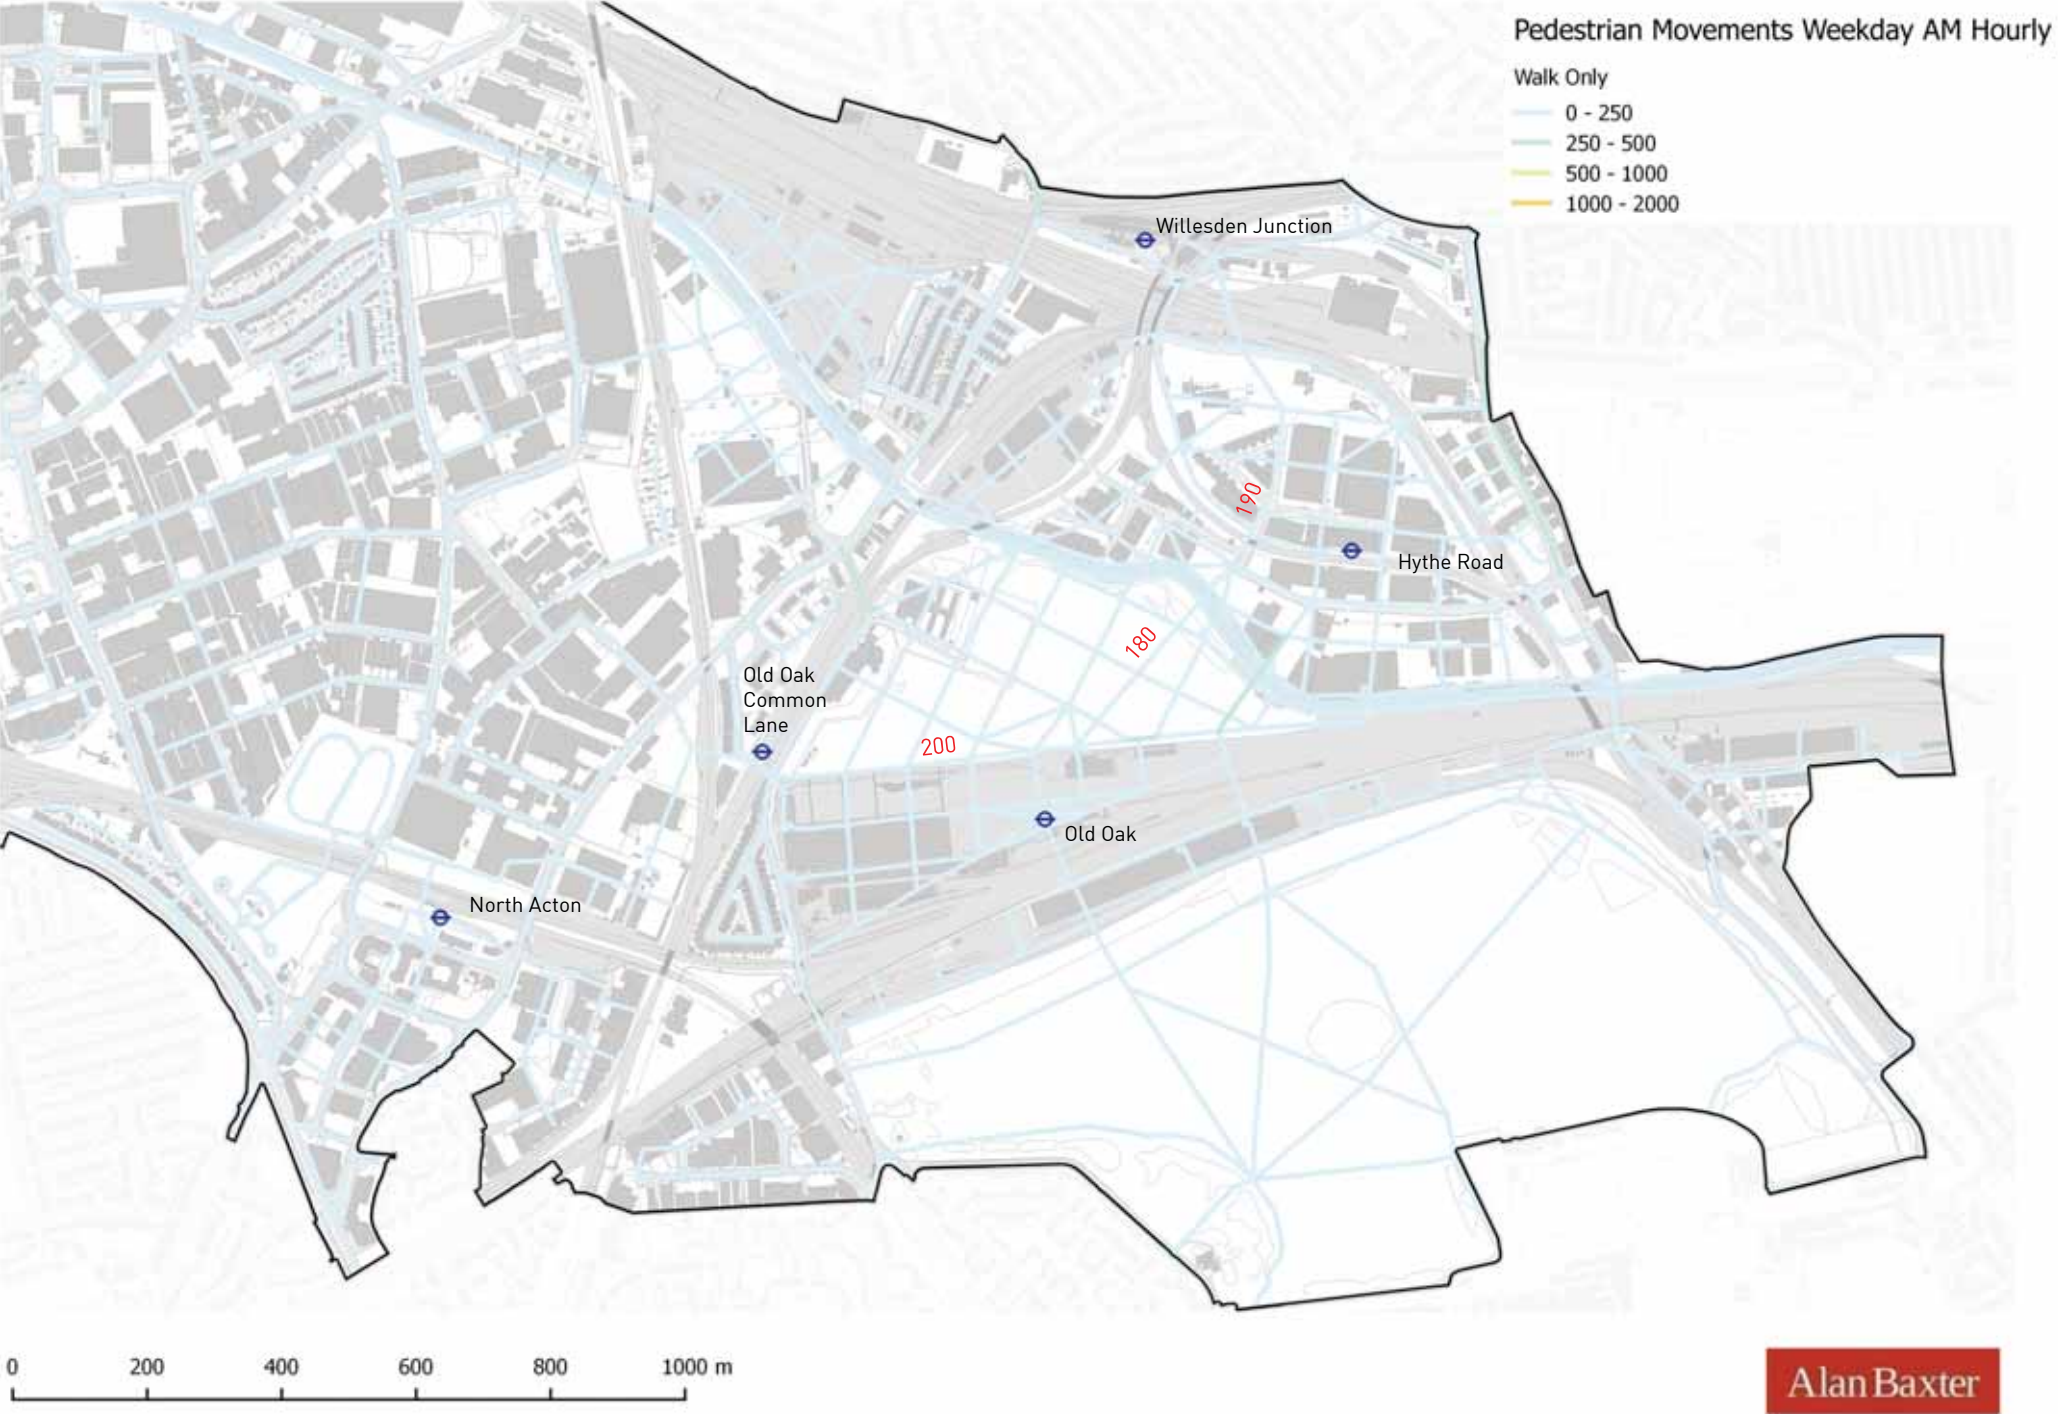 Pedestrian Movements Weekday AM Hourly
Walk Only
0 - 250
250 - 500
500 - 1000
1000 - 2000
Willesden Junction
190
Hythe Road
180
Old Oak
Common
Lane
200
Old Oak
North Acton
0 200 400 600 800 1000 m
Alan Baxter